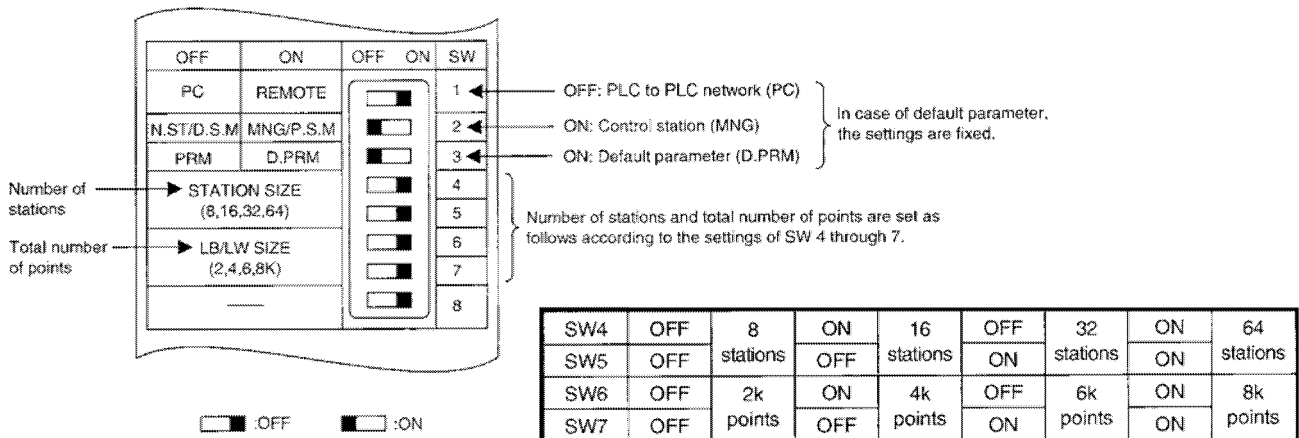 OFF ON OFF ON SW
PC REMOTE 1 OFF: PLC to PLC network (PC)
N.ST/D.S.M MNG/P.S.M 2 ON: Control station (MNG)
PRM D.PRM 3 ON: Default parameter (D.PRM)
In case of default parameter,
the settings are fixed.
Number of
stations
STATION SIZE
(8,16,32,64)
4
5
Total number
of points
LB/LW SIZE
(2,4,6,8K)
6
7
— 8
Number of stations and total number of points are set as
follows according to the settings of SW 4 through 7.
SW4 OFF 8 stations ON 16 stations OFF 32 stations ON 64 stations
SW5 OFF OFF ON ON
SW6 OFF 2k points ON 4k points OFF 6k points ON 8k points
SW7 OFF OFF ON ON
:OFF :ON